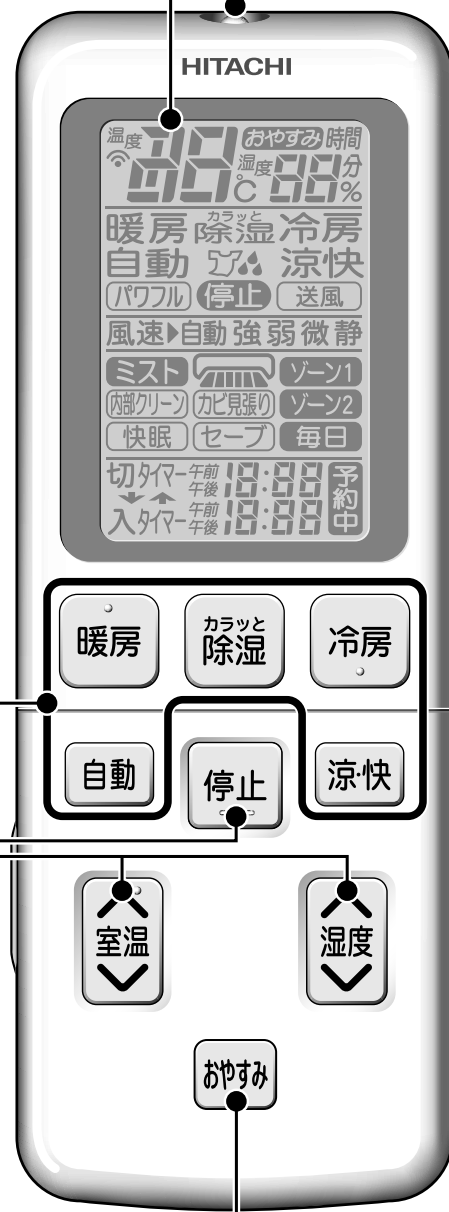 HITACHI
温度 88 ℃ おやすみ 時間
湿度 88 分 %
暖房 カラッと除湿 冷房
自動 涼快
パワフル 停止 送風
風速▶自動 強 弱 微 静
ミスト ゾーン1
内部クリーン カビ見張り ゾーン2
快眠 セーブ 毎日
切タイマー 午前 午後 18:88 予約中
入タイマー 午前 午後 18:88
暖房 カラッと除湿 冷房
自動 停止 涼・快
室温 湿度
おやすみ